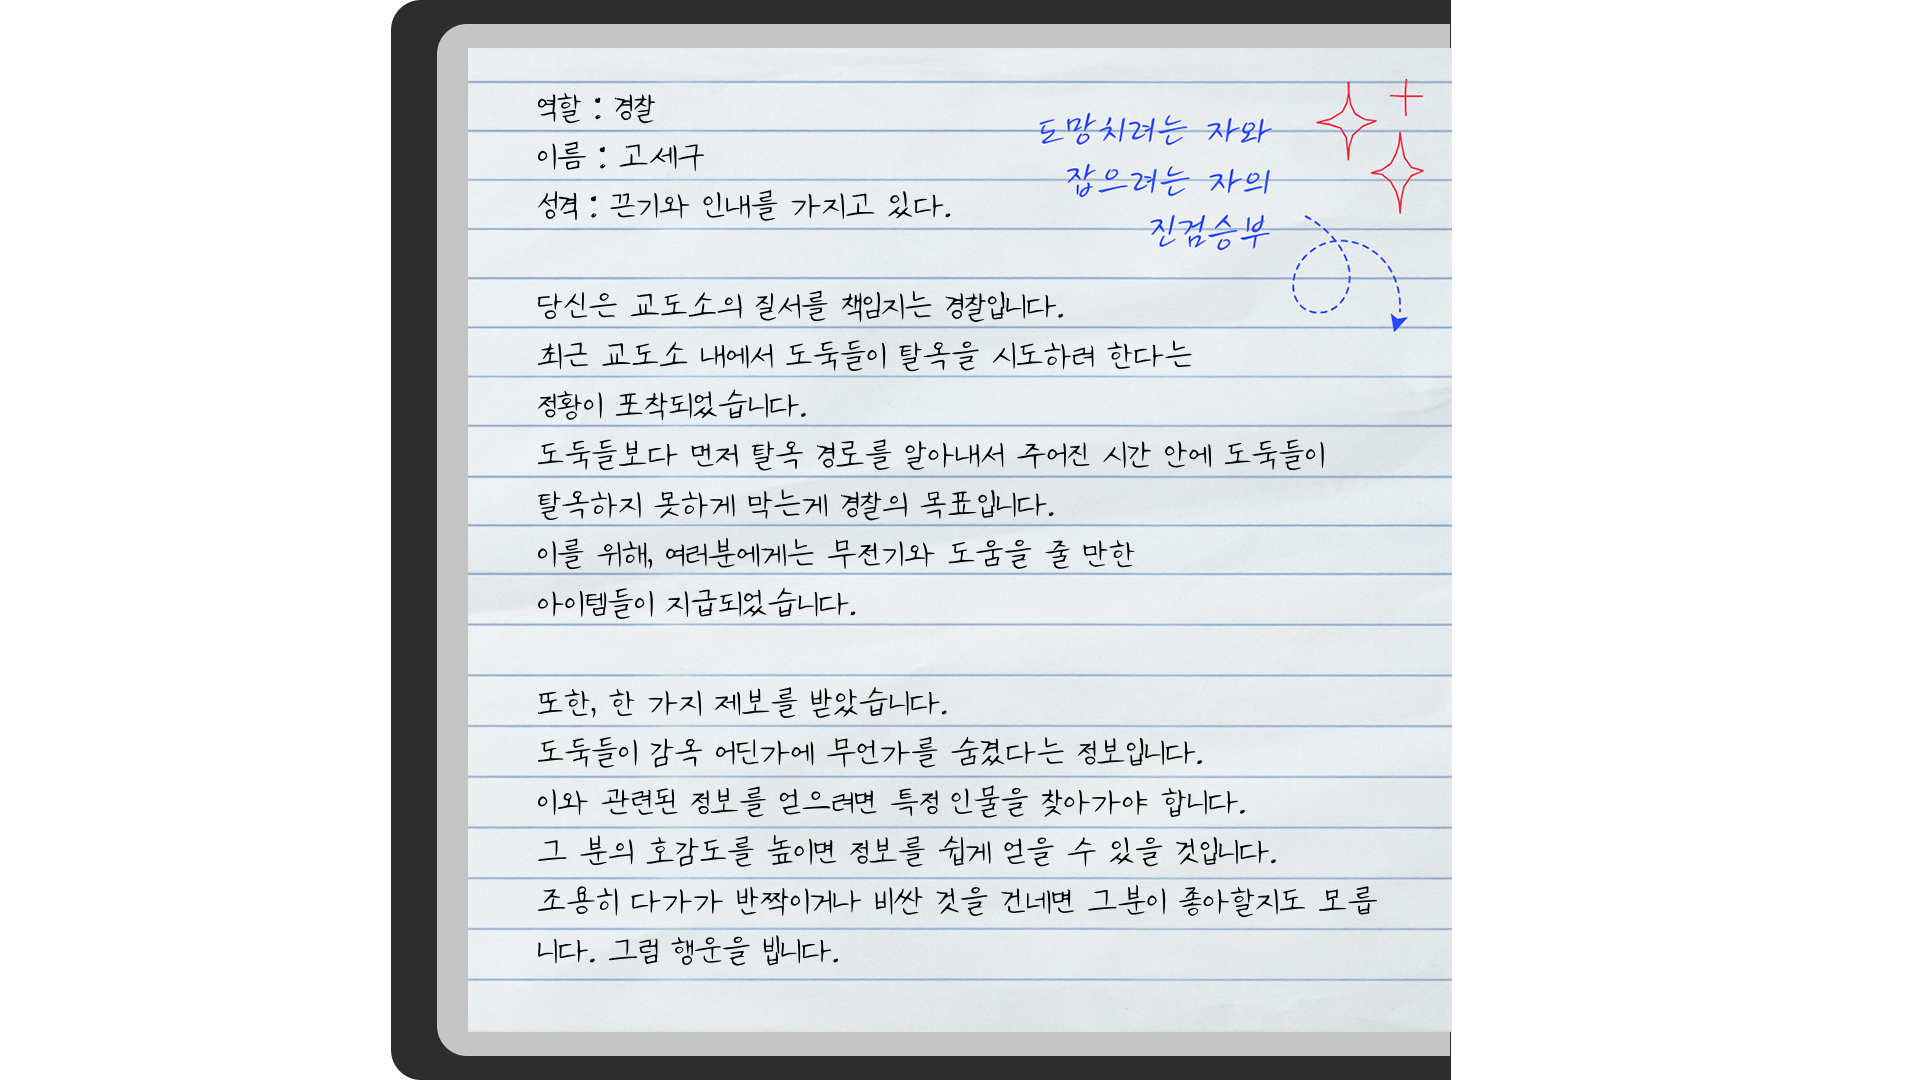 역할 : 경찰
이름 : 고세구
성격 : 끈기와 인내를 가지고 있다.
도망치려는 자와
잡으려는 자의
진검승부
당신은 교도소의 질서를 책임지는 경찰입니다.
최근 교도소 내에서 도둑들이 탈옥을 시도하려 한다는
정황이 포착되었습니다.
도둑들보다 먼저 탈옥 경로를 알아내서 주어진 시간 안에 도둑들이
탈옥하지 못하게 막는게 경찰의 목표입니다.
이를 위해, 여러분에게는 무전기와 도움을 줄 만한
아이템들이 지급되었습니다.
또한, 한 가지 제보를 받았습니다.
도둑들이 감옥 어딘가에 무언가를 숨겼다는 정보입니다.
이와 관련된 정보를 얻으려면 특정 인물을 찾아가야 합니다.
그 분의 호감도를 높이면 정보를 쉽게 얻을 수 있을 것입니다.
조용히 다가가 반짝이거나 비싼 것을 건네면 그분이 좋아할지도 모릅
니다. 그럼 행운을 빕니다.